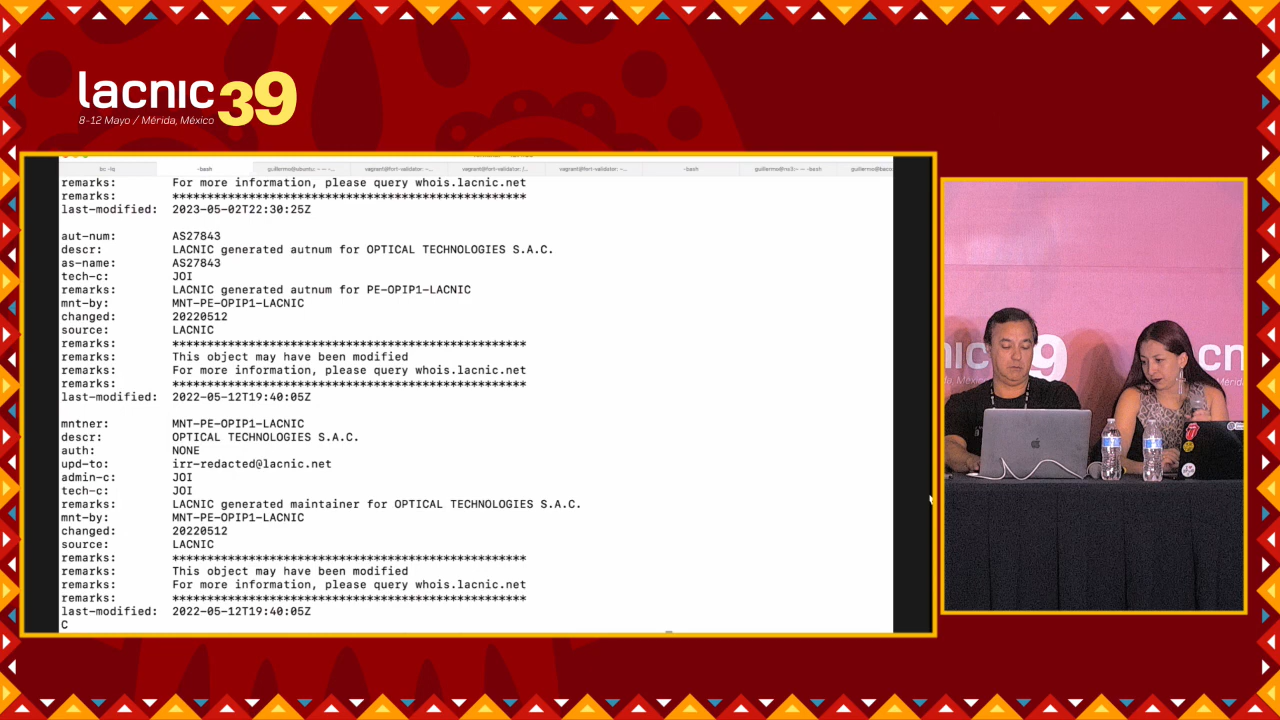 lacnic 39
8-12 Mayo / Mérida, México
bc -lq
-bash
-bash
remarks: For more information, please query whois.lacnic.net
remarks: ***************************************************
last-modified: 2023-05-02T22:30:25Z
aut-num: AS27843
descr: LACNIC generated autnum for OPTICAL TECHNOLOGIES S.A.C.
as-name: AS27843
tech-c: JOI
remarks: LACNIC generated autnum for PE-OPIP1-LACNIC
mnt-by: MNT-PE-OPIP1-LACNIC
changed: 20220512
source: LACNIC
remarks: ***************************************************
remarks: This object may have been modified
remarks: For more information, please query whois.lacnic.net
remarks: ***************************************************
last-modified: 2022-05-12T19:40:05Z
mntner: MNT-PE-OPIP1-LACNIC
descr: OPTICAL TECHNOLOGIES S.A.C.
auth: NONE
upd-to: irr-redacted@lacnic.net
admin-c: JOI
tech-c: JOI
remarks: LACNIC generated maintainer for OPTICAL TECHNOLOGIES S.A.C.
mnt-by: MNT-PE-OPIP1-LACNIC
changed: 20220512
source: LACNIC
remarks: ***************************************************
remarks: This object may have been modified
remarks: For more information, please query whois.lacnic.net
remarks: ***************************************************
last-modified: 2022-05-12T19:40:05Z
C